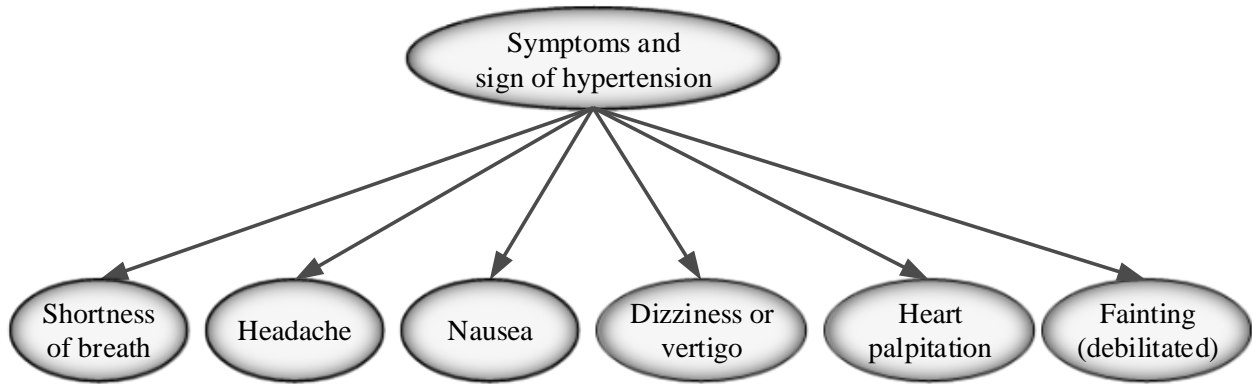 Symptoms and
sign of hypertension
Shortness
of breath
Headache
Nausea
Dizziness or
vertigo
Heart
palpitation
Fainting
(debilitated)